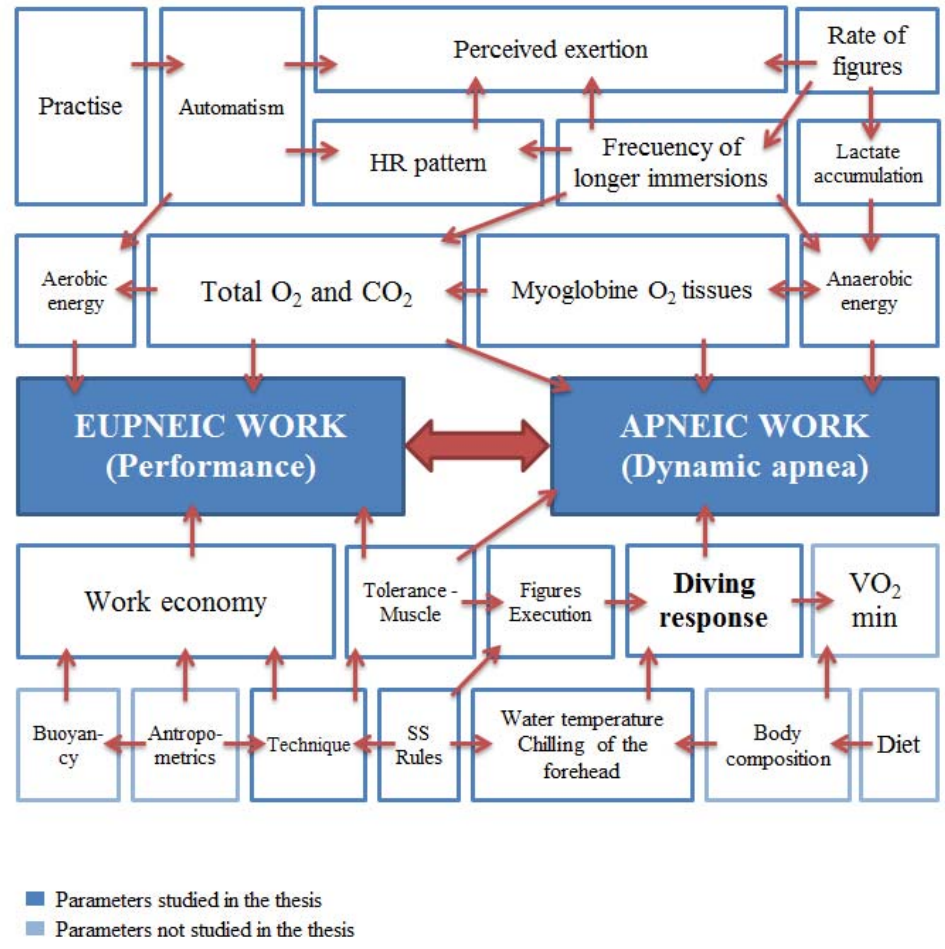 Practise
Automatism
Perceived exertion
Rate of
figures
HR pattern
Frecuency of
longer immersions
Lactate
accumulation
Aerobic
energy
Total O₂ and CO₂
Myoglobine O₂ tissues
Anaerobic
energy
EUPNEIC WORK
(Performance)
APNEIC WORK
(Dynamic apnea)
Work economy
Tolerance -
Muscle
Figures
Execution
Diving
response
VO₂
min
Buoyan-
cy
Antropo-
metrics
Technique
SS
Rules
Water temperature
Chilling of the
forehead
Body
composition
Diet
Parameters studied in the thesis
Parameters not studied in the thesis